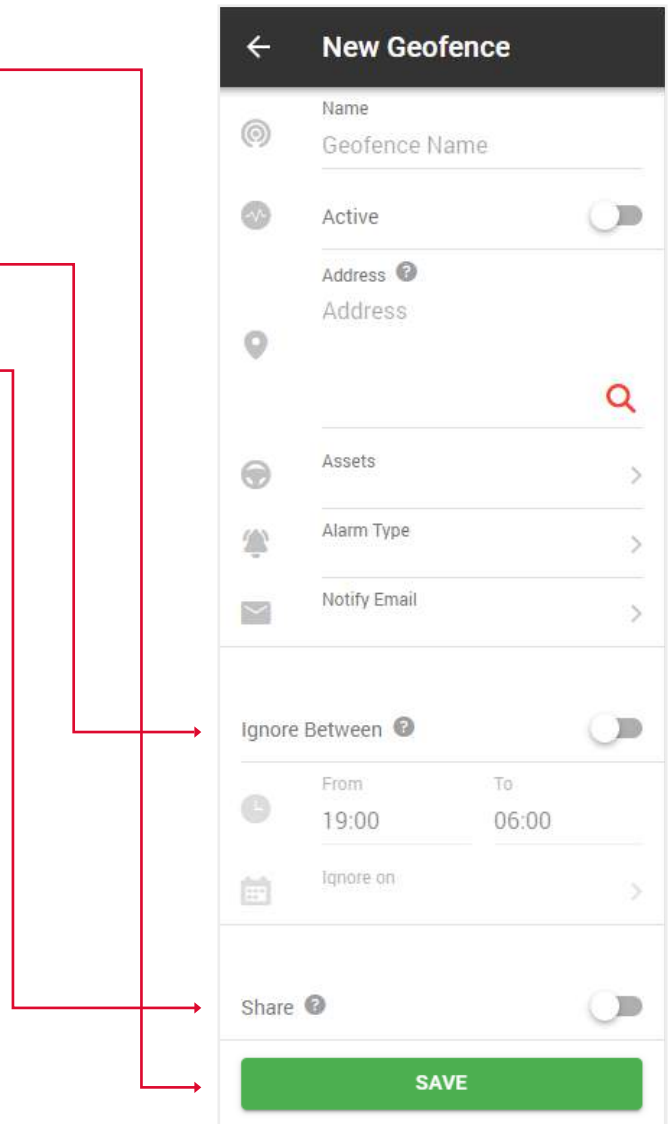 New Geofence
Name
Geofence Name
Active
Address
Address
Assets
Alarm Type
Notify Email
Ignore Between
From To
19:00 06:00
Ignore on
Share
SAVE